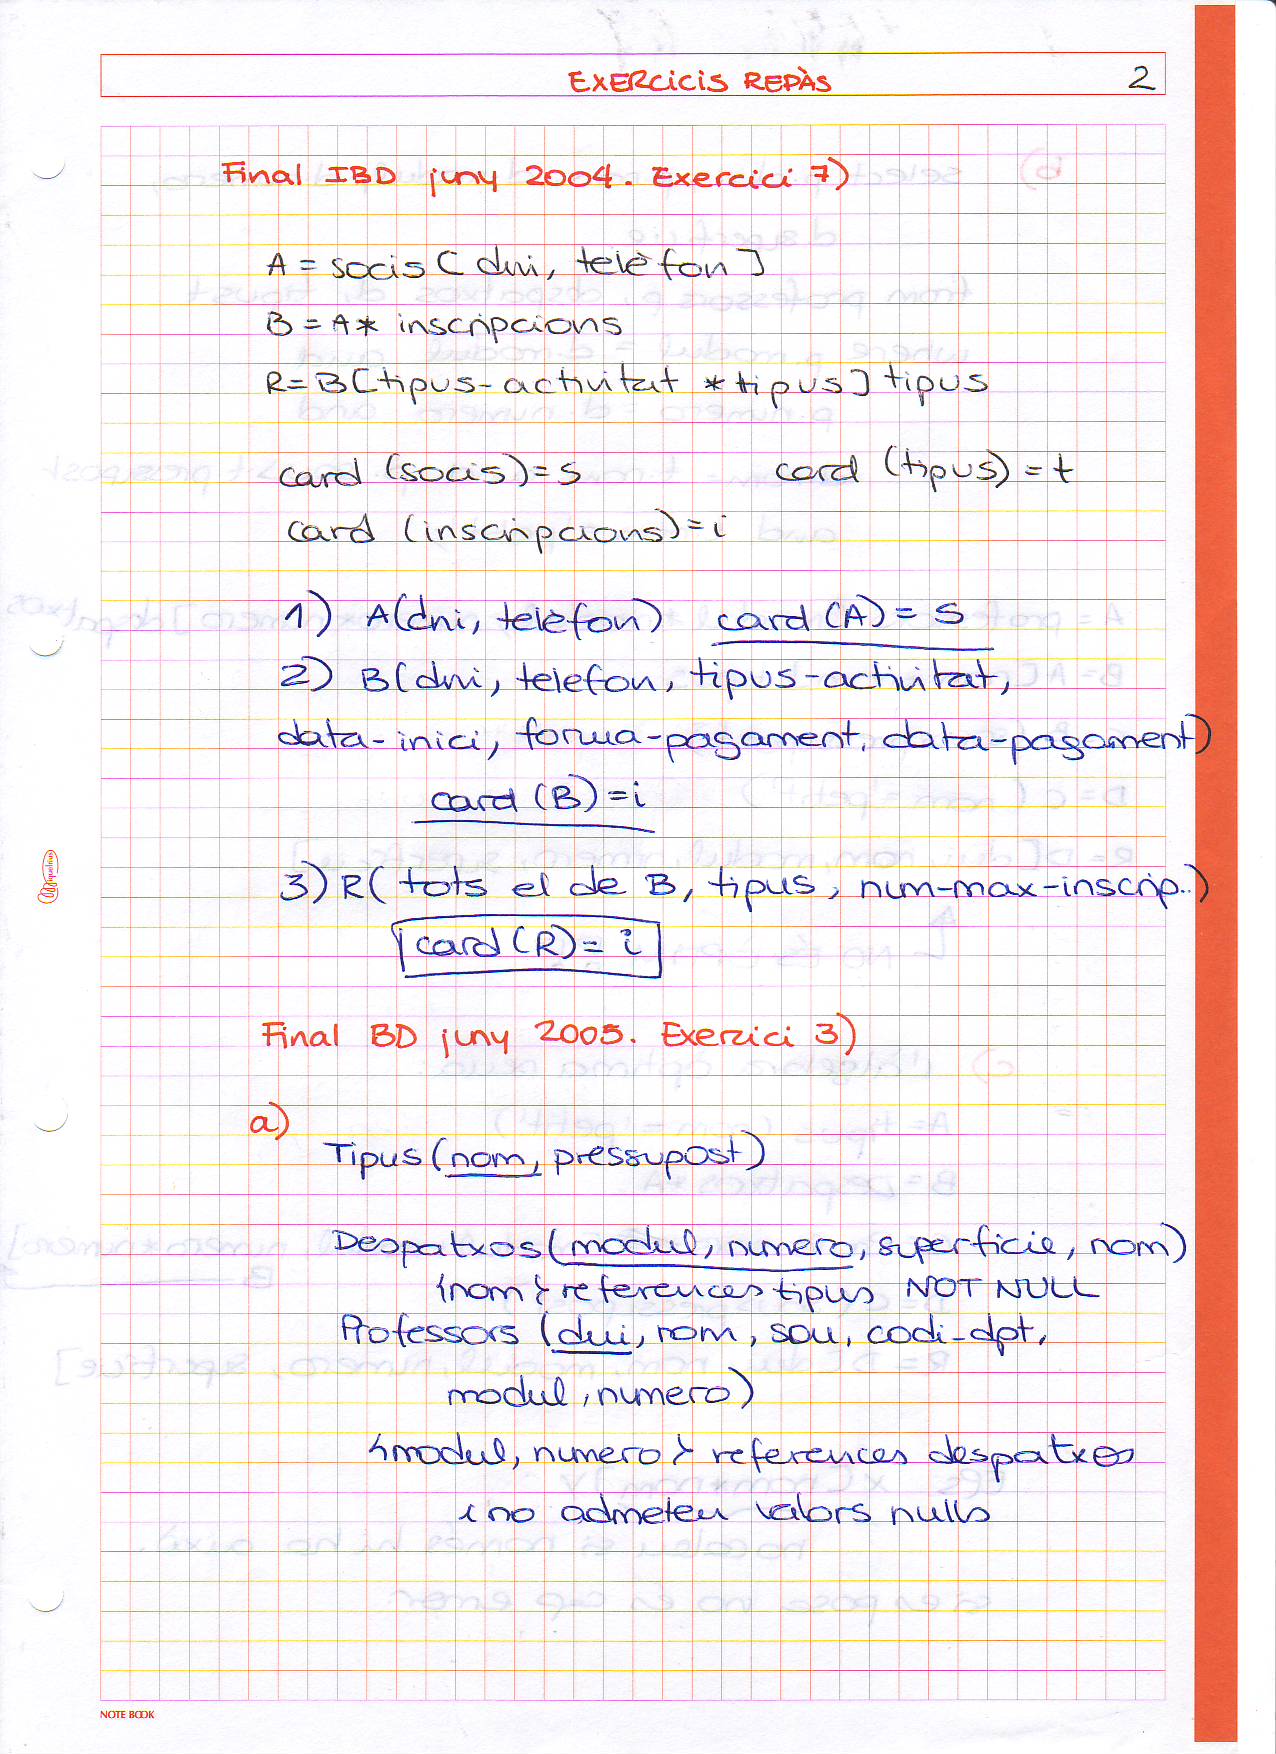 EXERCICIS REPÀS 2
Final IBD juny 2004. Exercici 7)
A = socis [ dni, telèfon ]
B = A * inscripcions
R = B [ tipus-activitat * tipus ] tipus
card (socis) = s card (tipus) = t
card (inscripcions) = i
1) A(dni, telèfon) card (A) = s
2) B(dni, telefon, tipus-activitat,
data-inici, forma-pagament, data-pagament)
card (B) = i
3) R( tots el de B, tipus, num-max-inscrip..)
card (R) = i
Final BD juny 2005. Exercici 3)
a)
Tipus (nom, pressupost)
Despatxos (modul, numero, superficie, nom)
{nom} references tipus NOT NULL
Professors (dni, nom, sou, codi-dpt,
modul, numero)
{modul, numero} references despatxos
i no admeten valors nulls
NOTE BOOK